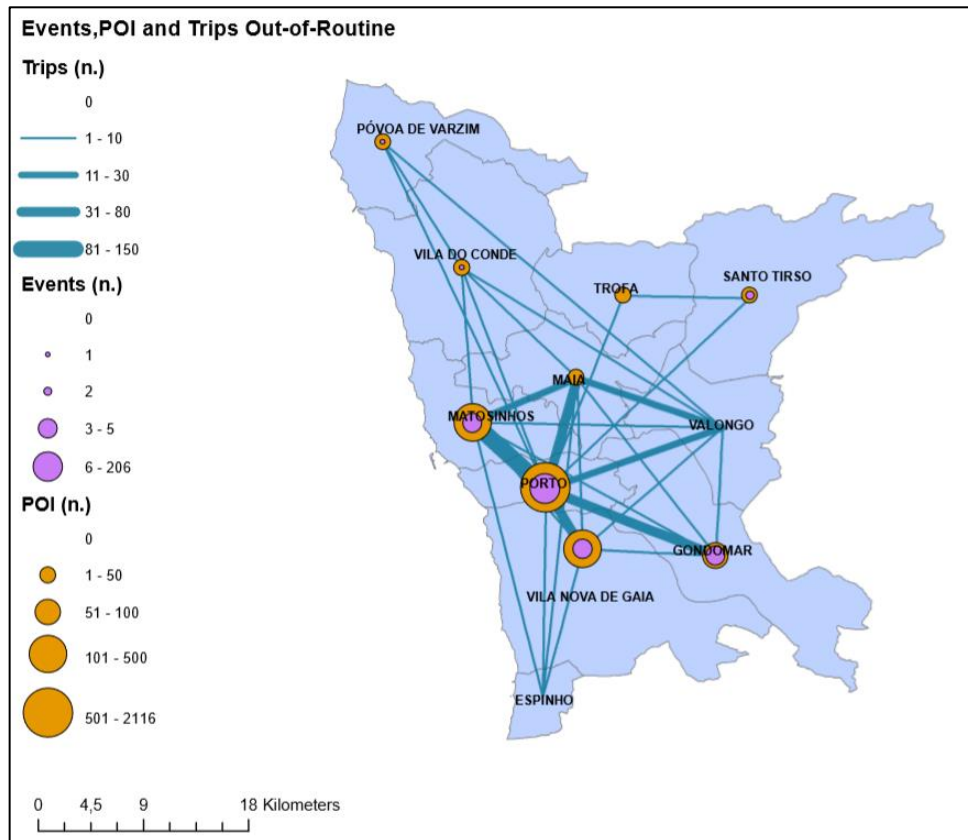 Events,POI and Trips Out-of-Routine
Trips (n.)
0
1 - 10
11 - 30
31 - 80
81 - 150
Events (n.)
0
1
2
3 - 5
6 - 206
POI (n.)
0
1 - 50
51 - 100
101 - 500
501 - 2116
0 4,5 9 18 Kilometers
PÓVOA DE VARZIM
VILA DO CONDE
TROFA
SANTO TIRSO
MAIA
MATOSINHOS
VALONGO
PORTO
GONDOMAR
VILA NOVA DE GAIA
ESPINHO